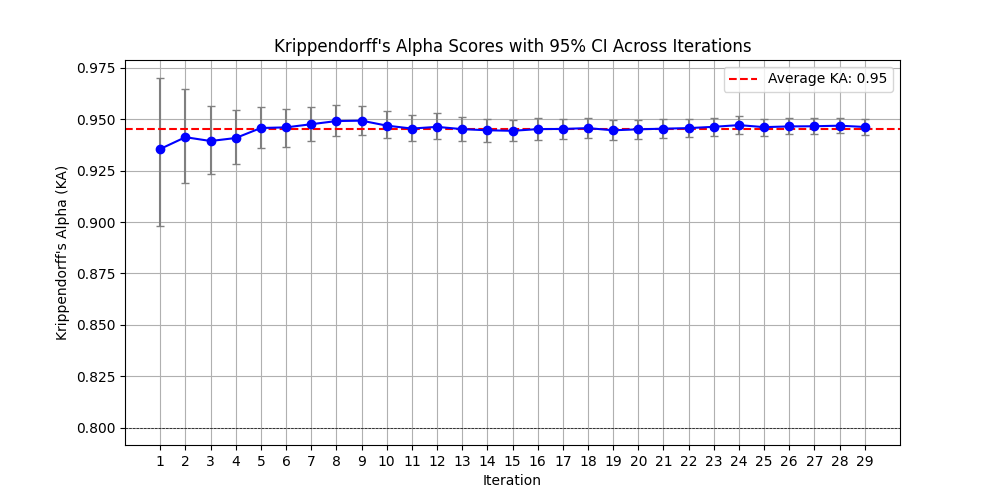 Krippendorff's Alpha Scores with 95% CI Across Iterations
Average KA: 0.95
Krippendorff's Alpha (KA)
0.975
0.950
0.925
0.900
0.875
0.850
0.825
0.800
1 2 3 4 5 6 7 8 9 10 11 12 13 14 15 16 17 18 19 20 21 22 23 24 25 26 27 28 29
Iteration